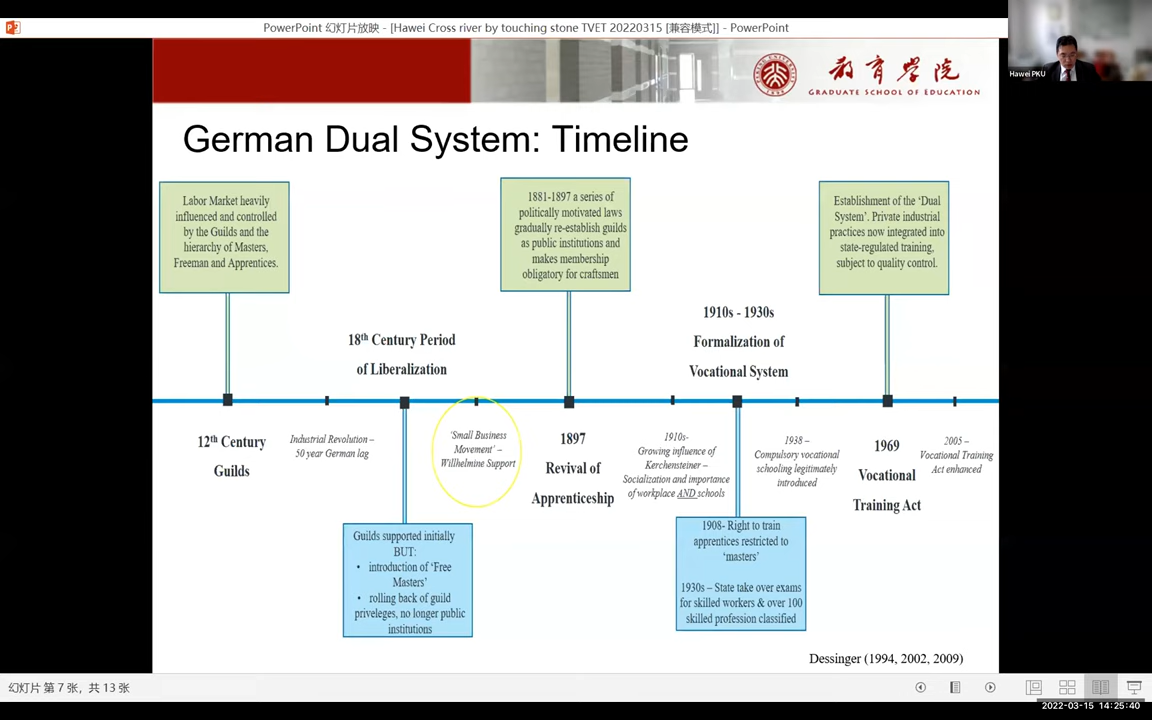 PowerPoint 幻灯片放映 - [Hawei Cross river by touching stone TVET 20220315 [兼容模式]] - PowerPoint
Hawei PKU
教育学院
GRADUATE SCHOOL OF EDUCATION
German Dual System: Timeline
Labor Market heavily
influenced and controlled
by the Guilds and the
hierarchy of Masters,
Freeman and Apprentices.
1881-1897 a series of
politically motivated laws
gradually re-establish guilds
as public institutions and
makes membership
obligatory for craftsmen
Establishment of the ‘Dual
System’. Private industrial
practices now integrated into
state-regulated training,
subject to quality control.
18th Century Period
of Liberalization
1910s - 1930s
Formalization of
Vocational System
12th Century
Guilds
Industrial Revolution –
50 year German lag
‘Small Business
Movement’ –
Willhelmine Support
1897
Revival of
Apprenticeship
1910s-
Growing influence of
Kerchensteiner –
Socialization and importance
of workplace AND schools
1938 –
Compulsory vocational
schooling legitimately
introduced
1969
Vocational
Training Act
2005 -
Vocational Training
Act enhanced
Guilds supported initially
BUT:
• introduction of ‘Free
Masters’
• rolling back of guild
priveleges, no longer public
institutions
1908- Right to train
apprentices restricted to
‘masters’
1930s – State take over exams
for skilled workers & over 100
skilled profession classified
Dessinger (1994, 2002, 2009)
幻灯片 第 7 张，共 13 张
2022-03-15 14:25:40